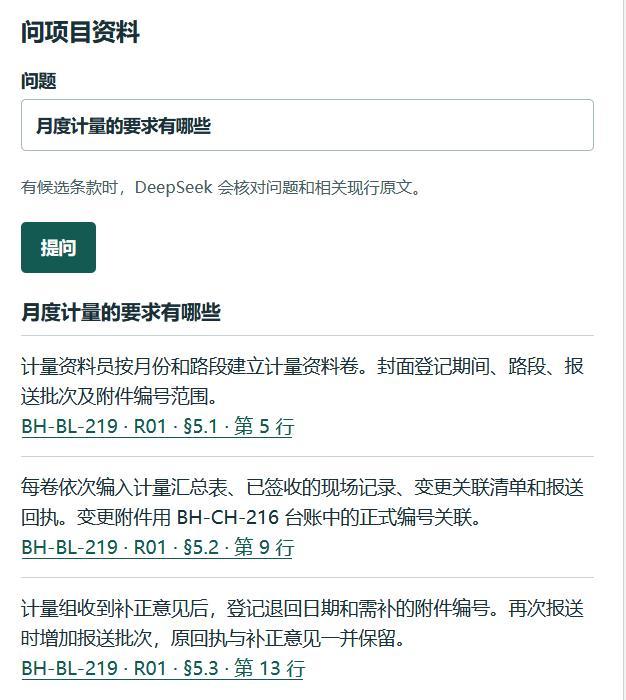 问项目资料
问题
月度计量的要求有哪些
有候选条款时，DeepSeek 会核对问题和相关现行原文。
提问
月度计量的要求有哪些
计量资料员按月份和路段建立计量资料卷。封面登记期间、路段、报
送批次及附件编号范围。
BH-BL-219 · R01 · §5.1 · 第 5 行
每卷依次编入计量汇总表、已签收的现场记录、变更关联清单和报送
回执。变更附件用 BH-CH-216 台账中的正式编号关联。
BH-BL-219 · R01 · §5.2 · 第 9 行
计量组收到补正意见后，登记退回日期和需补的附件编号。再次报送
时增加报送批次，原回执与补正意见一并保留。
BH-BL-219 · R01 · §5.3 · 第 13 行